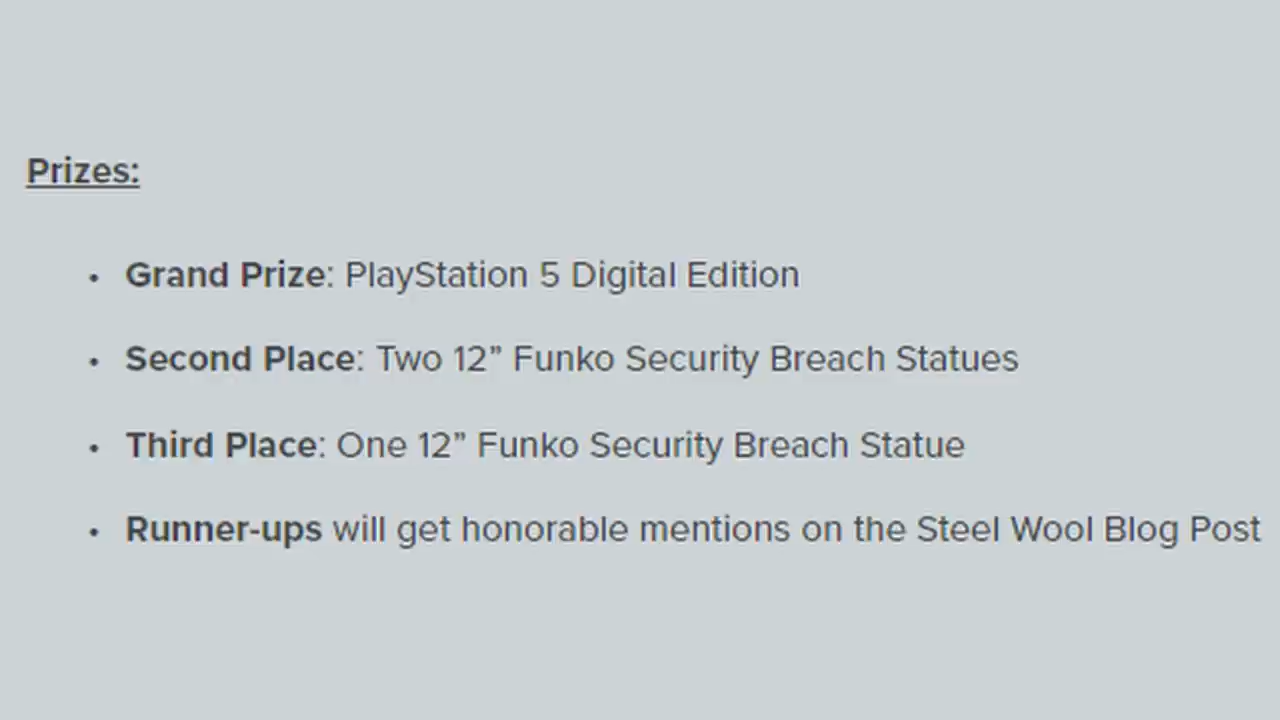 Prizes:
• Grand Prize: PlayStation 5 Digital Edition
• Second Place: Two 12” Funko Security Breach Statues
• Third Place: One 12” Funko Security Breach Statue
• Runner-ups will get honorable mentions on the Steel Wool Blog Post